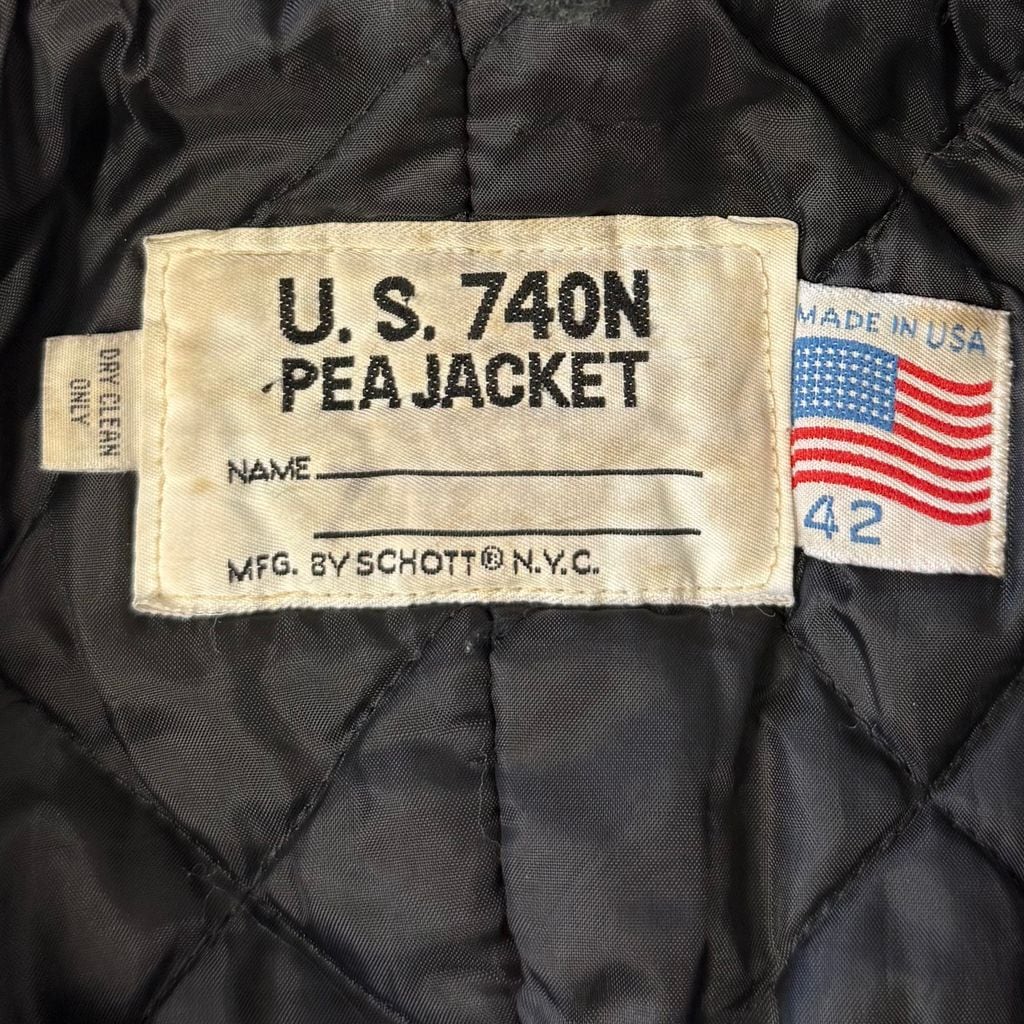 U. S. 740N
PEA JACKET
NAME
MFG. BY SCHOTT® N.Y.C.
DRY CLEAN
ONLY
MADE IN USA
42